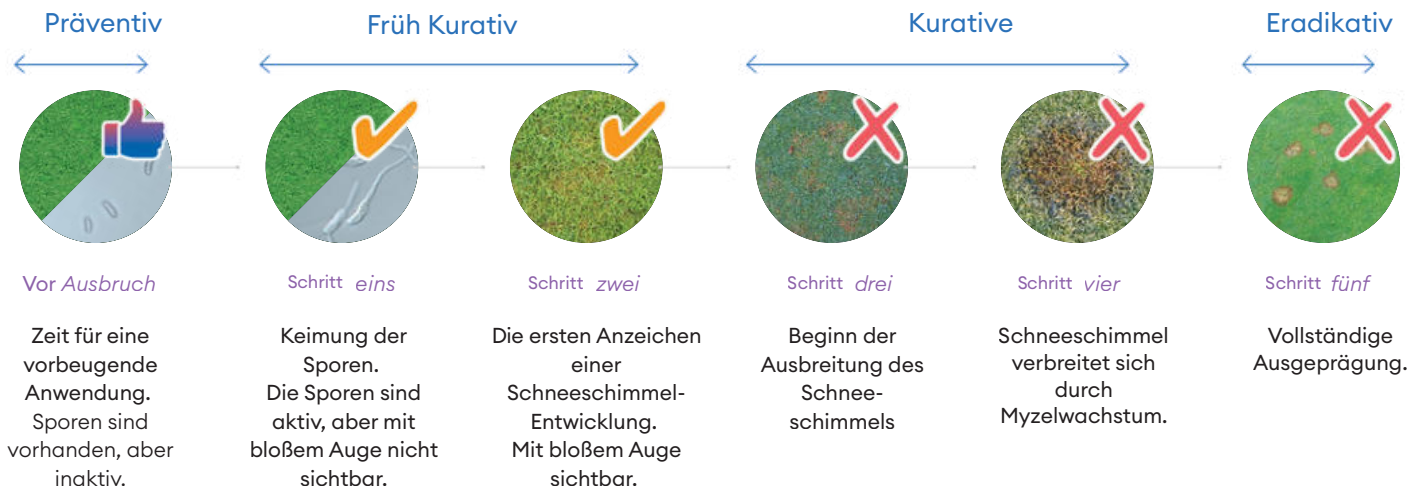 Präventiv
Früh Kurativ
Kurative
Eradikativ
Vor Ausbruch
Zeit für eine
vorbeugende
Anwendung.
Sporen sind
vorhanden, aber
inaktiv.
Schritt eins
Keimung der
Sporen.
Die Sporen sind
aktiv, aber mit
bloßem Auge nicht
sichtbar.
Schritt zwei
Die ersten Anzeichen
einer
Schneeschimmel-
Entwicklung.
Mit bloßem Auge
sichtbar.
Schritt drei
Beginn der
Ausbreitung des
Schnee-
schimmels
Schritt vier
Schneeschimmel
verbreitet sich
durch
Myzelwachstum.
Schritt fünf
Vollständige
Ausgeprägung.